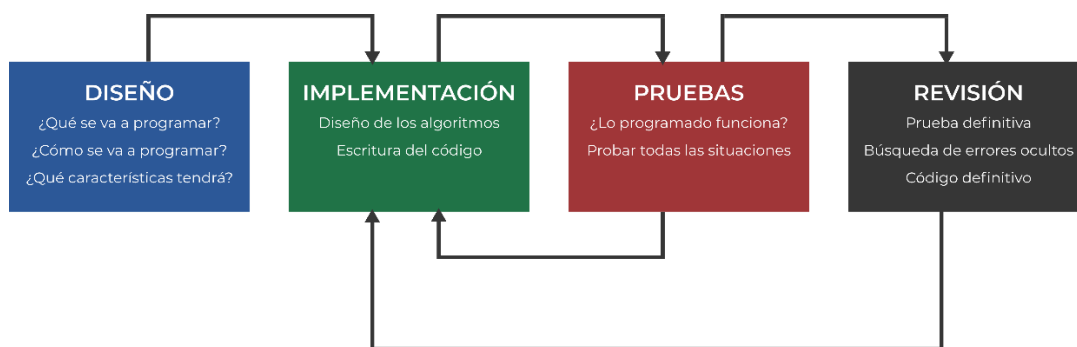 DISEÑO
¿Qué se va a programar?
¿Cómo se va a programar?
¿Qué características tendrá?
IMPLEMENTACIÓN
Diseño de los algoritmos
Escritura del código
PRUEBAS
¿Lo programado funciona?
Probar todas las situaciones
REVISIÓN
Prueba definitiva
Búsqueda de errores ocultos
Código definitivo